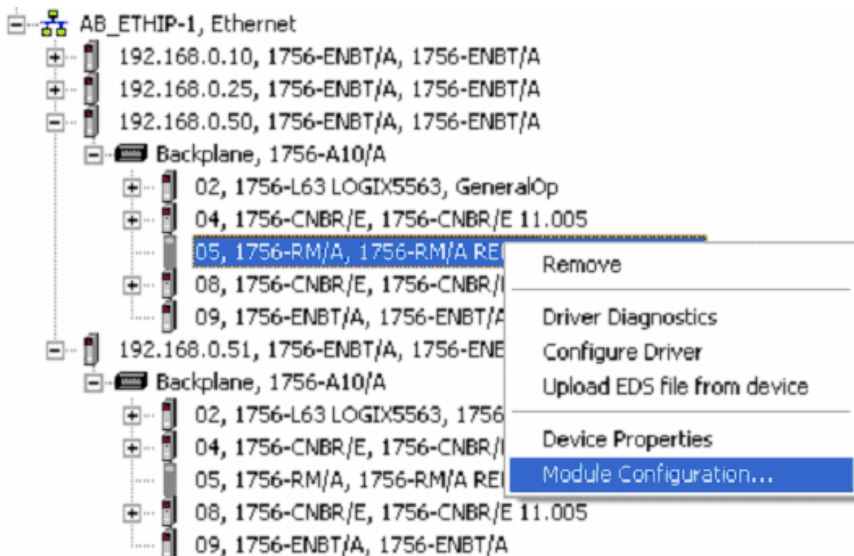 AB_ETHIP-1, Ethernet
192.168.0.10, 1756-ENBT/A, 1756-ENBT/A
192.168.0.25, 1756-ENBT/A, 1756-ENBT/A
192.168.0.50, 1756-ENBT/A, 1756-ENBT/A
Backplane, 1756-A10/A
02, 1756-L63 LOGIX5563, GeneralOp
04, 1756-CNBR/E, 1756-CNBR/E 11.005
05, 1756-RM/A, 1756-RM/A RE
08, 1756-CNBR/E, 1756-CNBR/
09, 1756-ENBT/A, 1756-ENBT/A
192.168.0.51, 1756-ENBT/A, 1756-ENB
Backplane, 1756-A10/A
02, 1756-L63 LOGIX5563, 1756
04, 1756-CNBR/E, 1756-CNBR/
05, 1756-RM/A, 1756-RM/A RE
08, 1756-CNBR/E, 1756-CNBR/E 11.005
09, 1756-ENBT/A, 1756-ENBT/A
Remove
Driver Diagnostics
Configure Driver
Upload EDS file from device
Device Properties
Module Configuration...